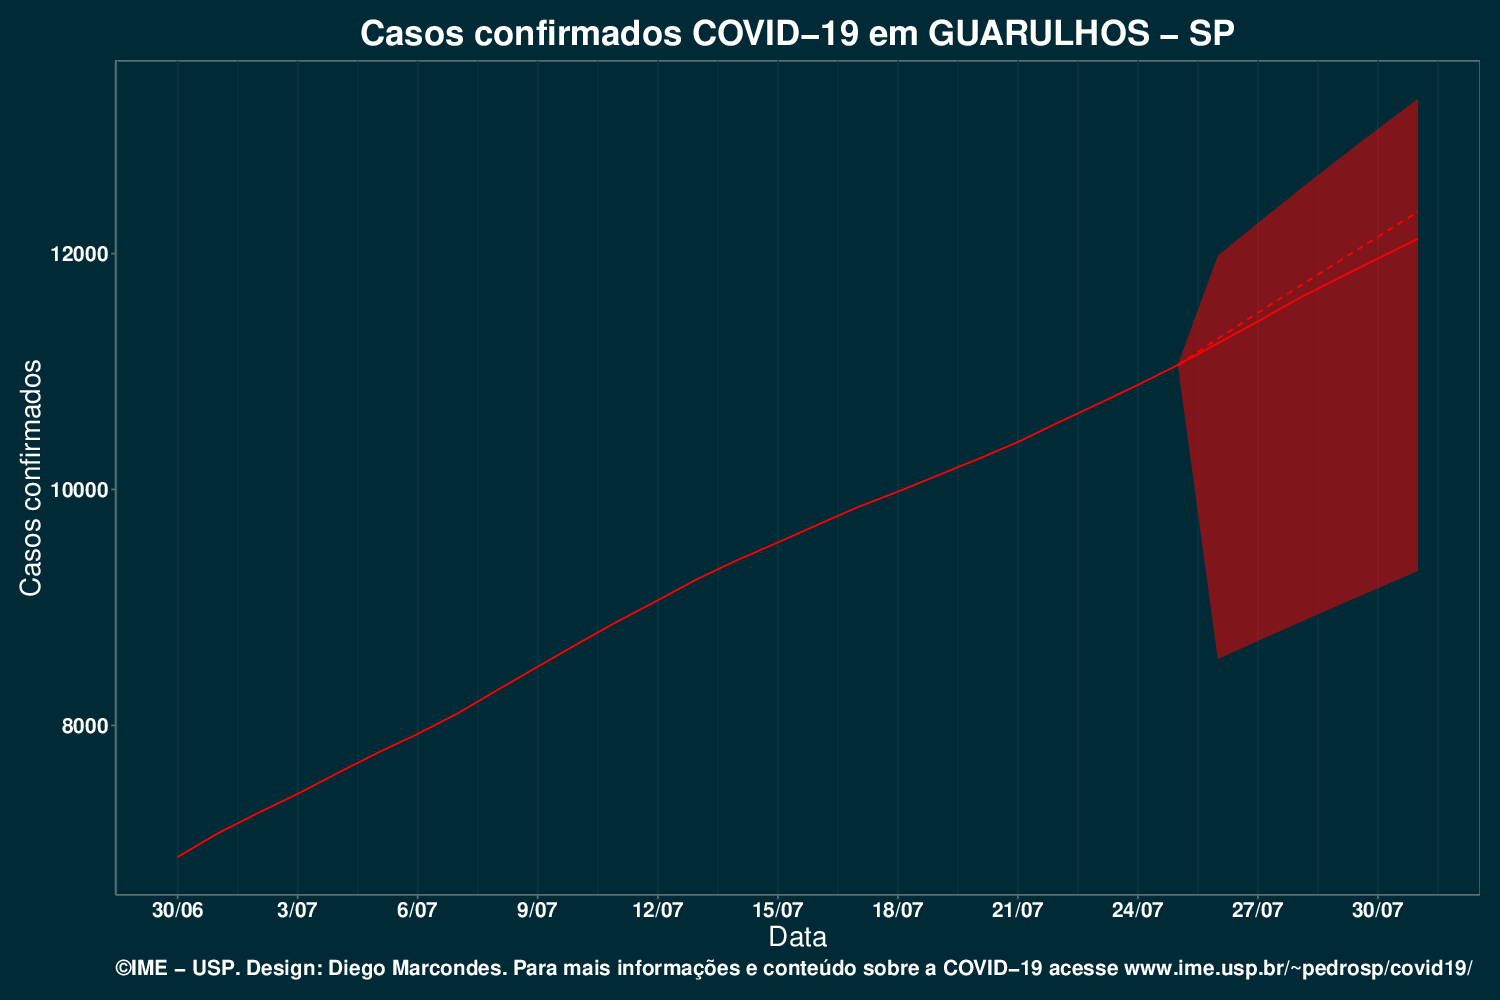 Casos confirmados COVID−19 em GUARULHOS − SP
Casos confirmados
12000
10000
8000
30/06 3/07 6/07 9/07 12/07 15/07 18/07 21/07 24/07 27/07 30/07
Data
©IME − USP. Design: Diego Marcondes. Para mais informações e conteúdo sobre a COVID−19 acesse www.ime.usp.br/~pedrosp/covid19/